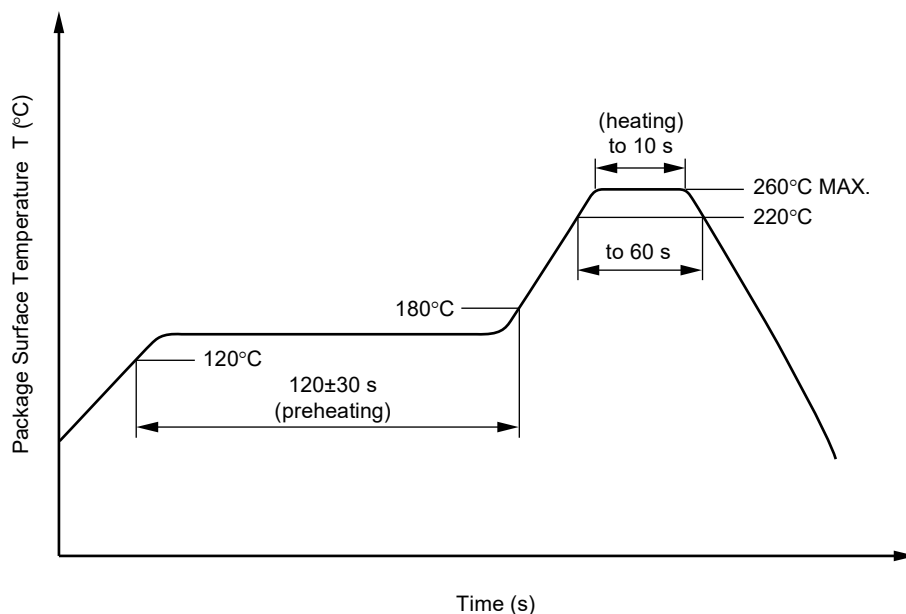 Package Surface Temperature T (°C)
(heating)
to 10 s
260°C MAX.
220°C
to 60 s
180°C
120°C
120±30 s
(preheating)
Time (s)